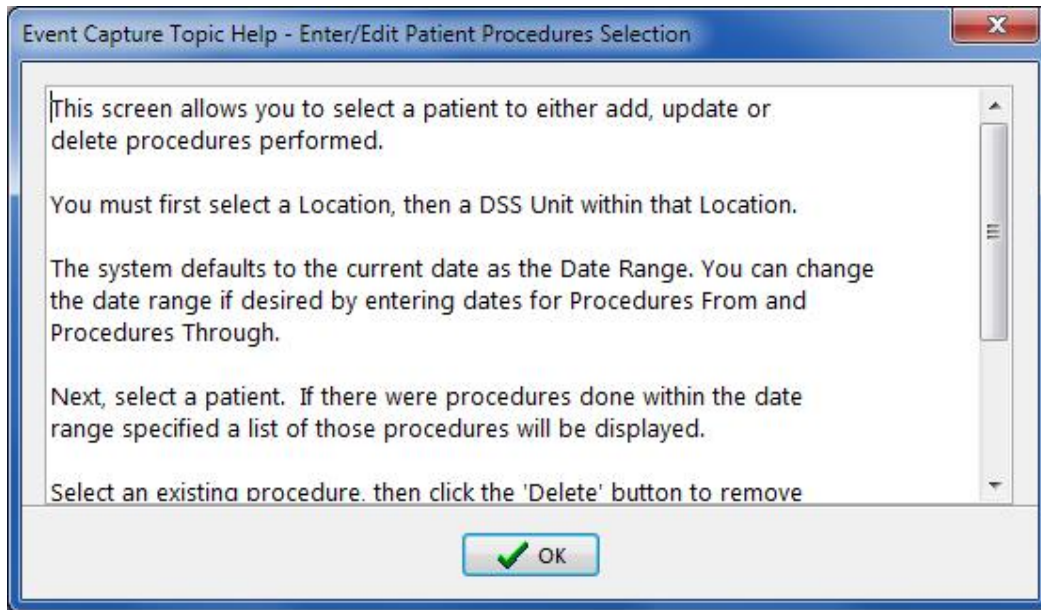 Event Capture Topic Help - Enter/Edit Patient Procedures Selection
This screen allows you to select a patient to either add, update or
delete procedures performed.
You must first select a Location, then a DSS Unit within that Location.
The system defaults to the current date as the Date Range. You can change
the date range if desired by entering dates for Procedures From and
Procedures Through.
Next, select a patient.  If there were procedures done within the date
range specified a list of those procedures will be displayed.
Select an existing procedure, then click the 'Delete' button to remove
OK